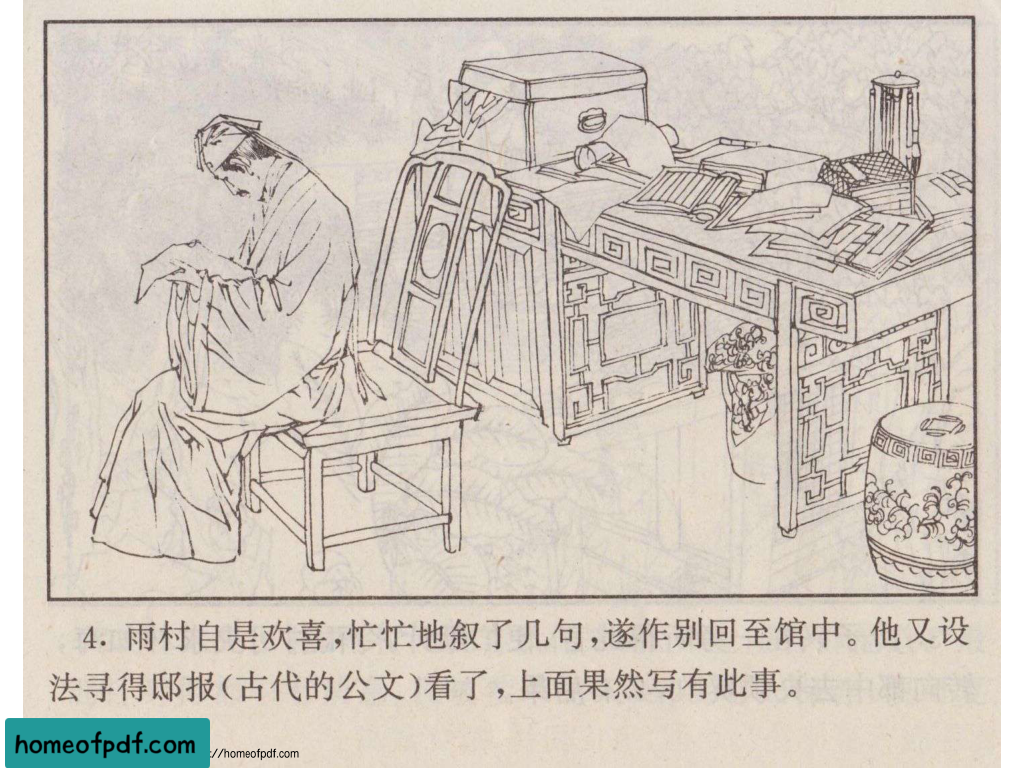 4. 雨村自是欢喜，忙忙地叙了几句，遂作别回至馆中。他又设
法寻得邸报（古代的公文）看了，上面果然写有此事。
homeofpdf.com
://homeofpdf.com